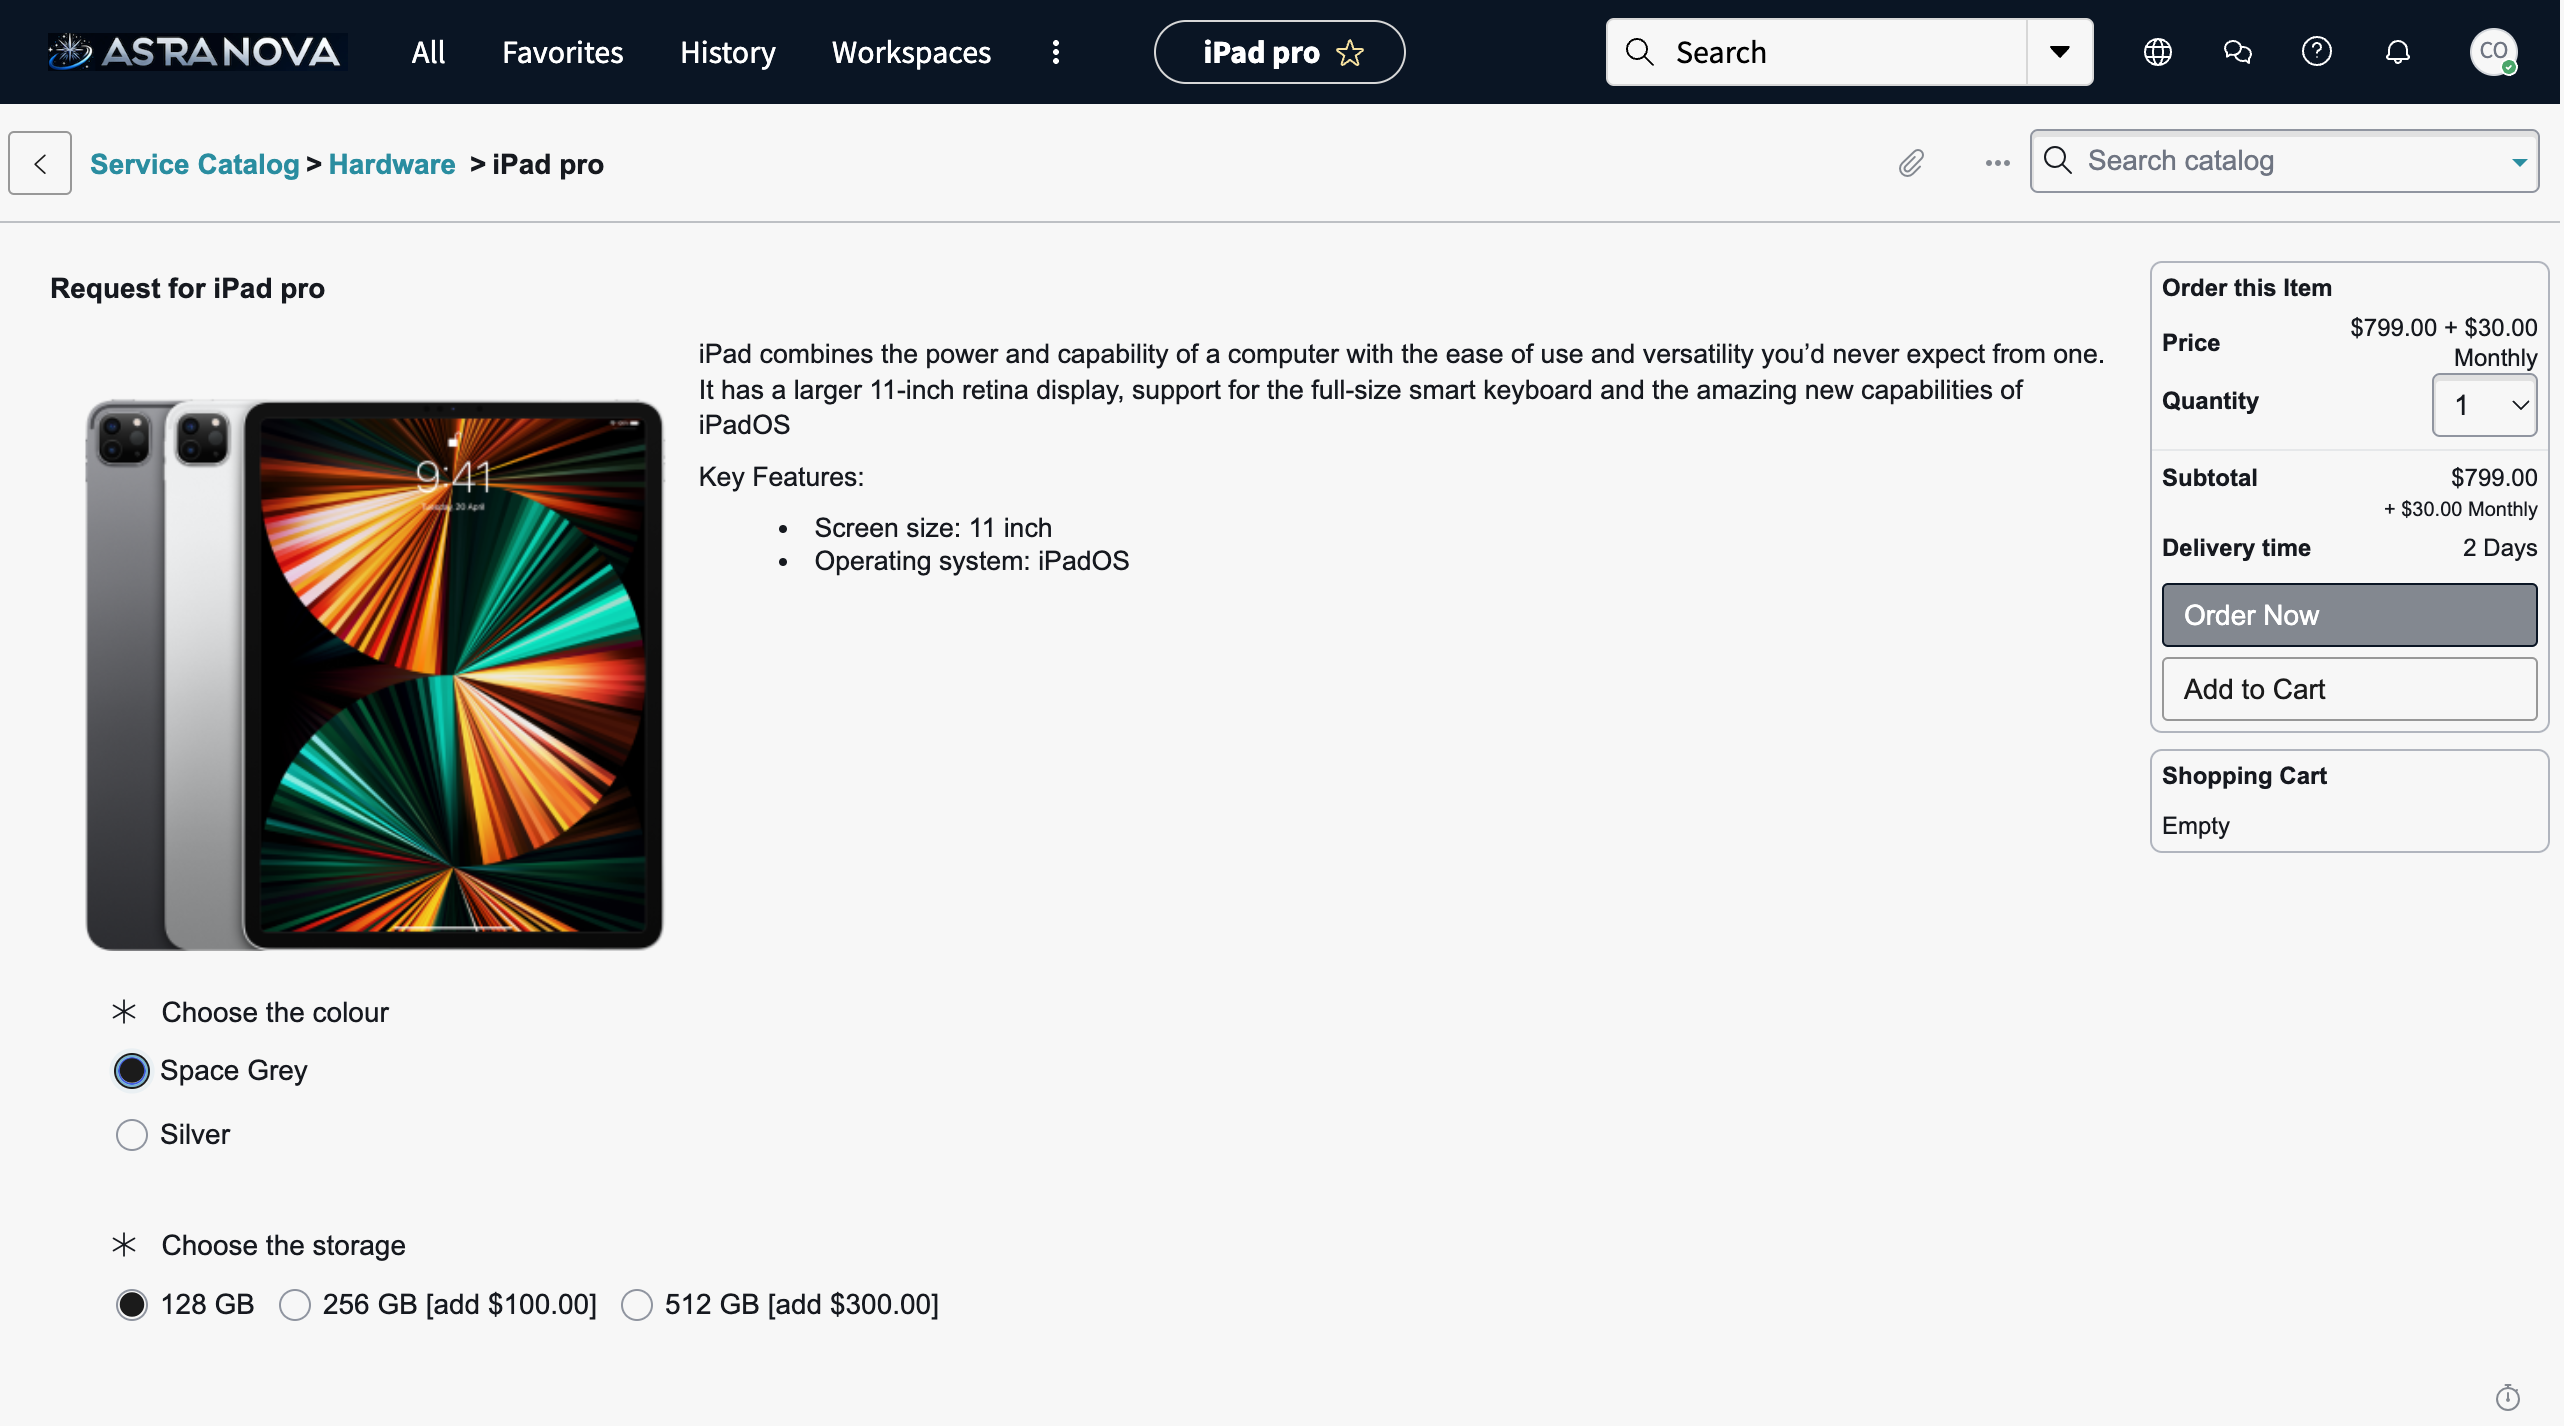 ASTRANOVA
All
Favorites
History
Workspaces
iPad pro
Search
CO
Service Catalog > Hardware > iPad pro
Search catalog
Request for iPad pro
iPad combines the power and capability of a computer with the ease of use and versatility you’d never expect from one.
It has a larger 11-inch retina display, support for the full-size smart keyboard and the amazing new capabilities of
iPadOS
Key Features:
Screen size: 11 inch
Operating system: iPadOS
9:41
Tuesday 20 April
Choose the colour
Space Grey
Silver
Choose the storage
128 GB
256 GB [add $100.00]
512 GB [add $300.00]
Order this Item
Price
$799.00 + $30.00
Monthly
Quantity
1
Subtotal
$799.00
+ $30.00 Monthly
Delivery time
2 Days
Order Now
Add to Cart
Shopping Cart
Empty